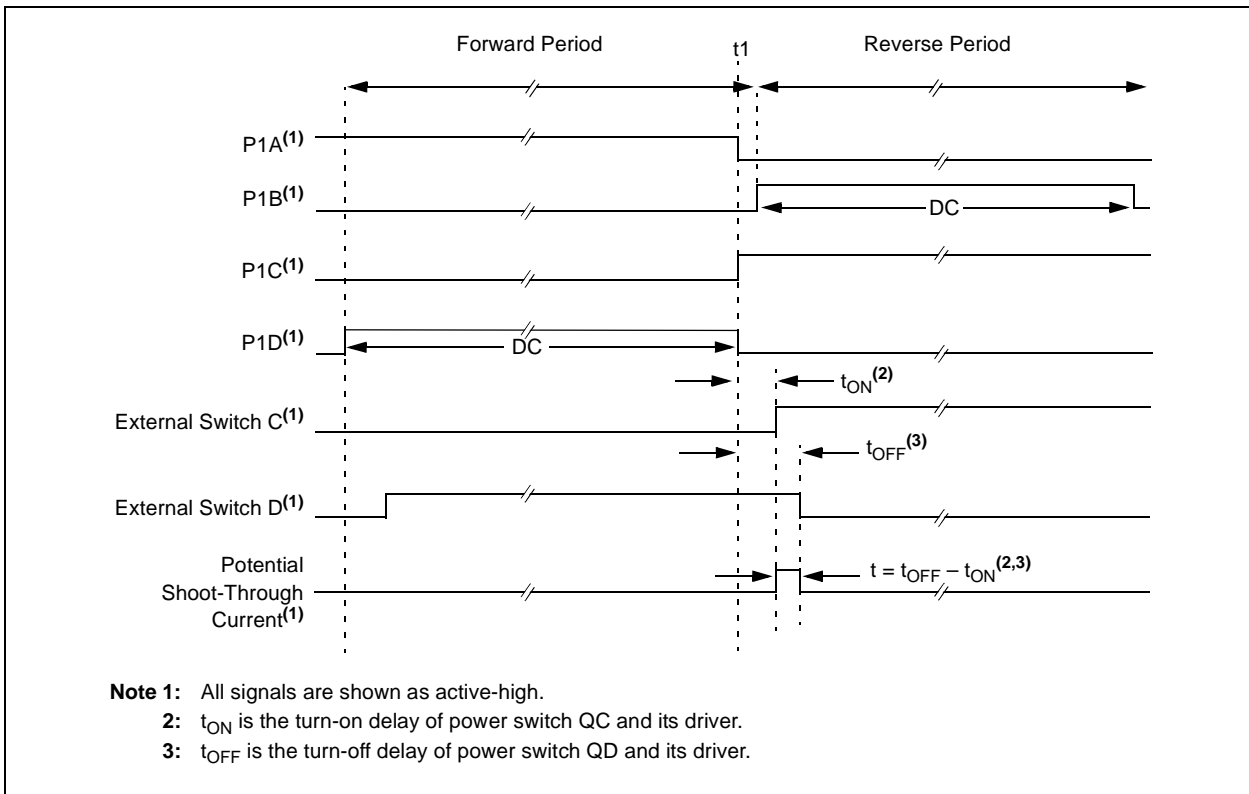 Forward Period
t1
Reverse Period
P1A(1)
P1B(1)
DC
P1C(1)
P1D(1)
DC
tON(2)
External Switch C(1)
tOFF(3)
External Switch D(1)
Potential
Shoot-Through
Current(1)
t = tOFF – tON(2,3)
Note 1: All signals are shown as active-high.
2: tON is the turn-on delay of power switch QC and its driver.
3: tOFF is the turn-off delay of power switch QD and its driver.